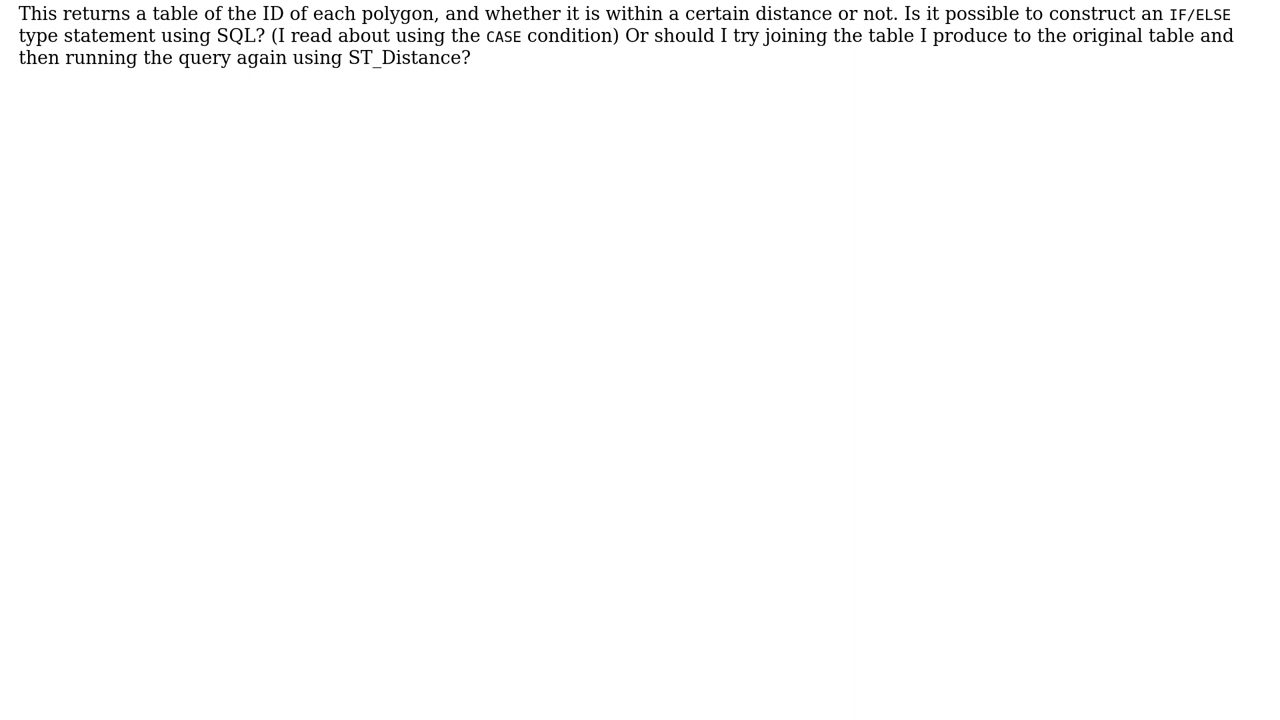 This returns a table of the ID of each polygon, and whether it is within a certain distance or not. Is it possible to construct an IF/ELSE
type statement using SQL? (I read about using the CASE condition) Or should I try joining the table I produce to the original table and
then running the query again using ST_Distance?